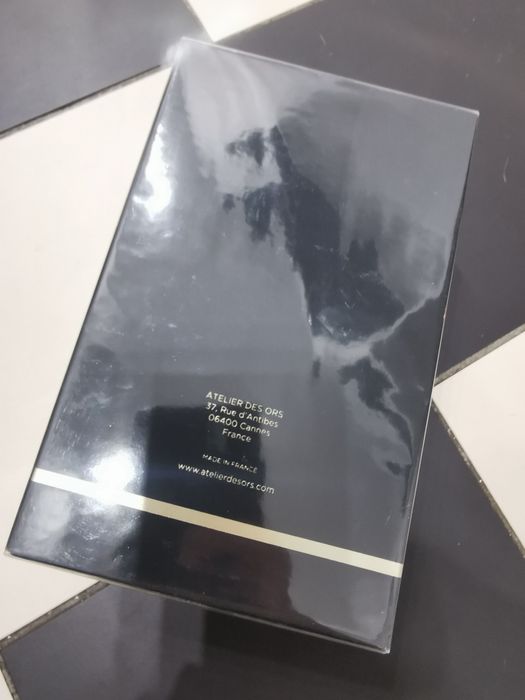 ATELIER DES ORS
37, Rue d'Antibes
06400 Cannes
France
MADE IN FRANCE
www.atelierdesors.com